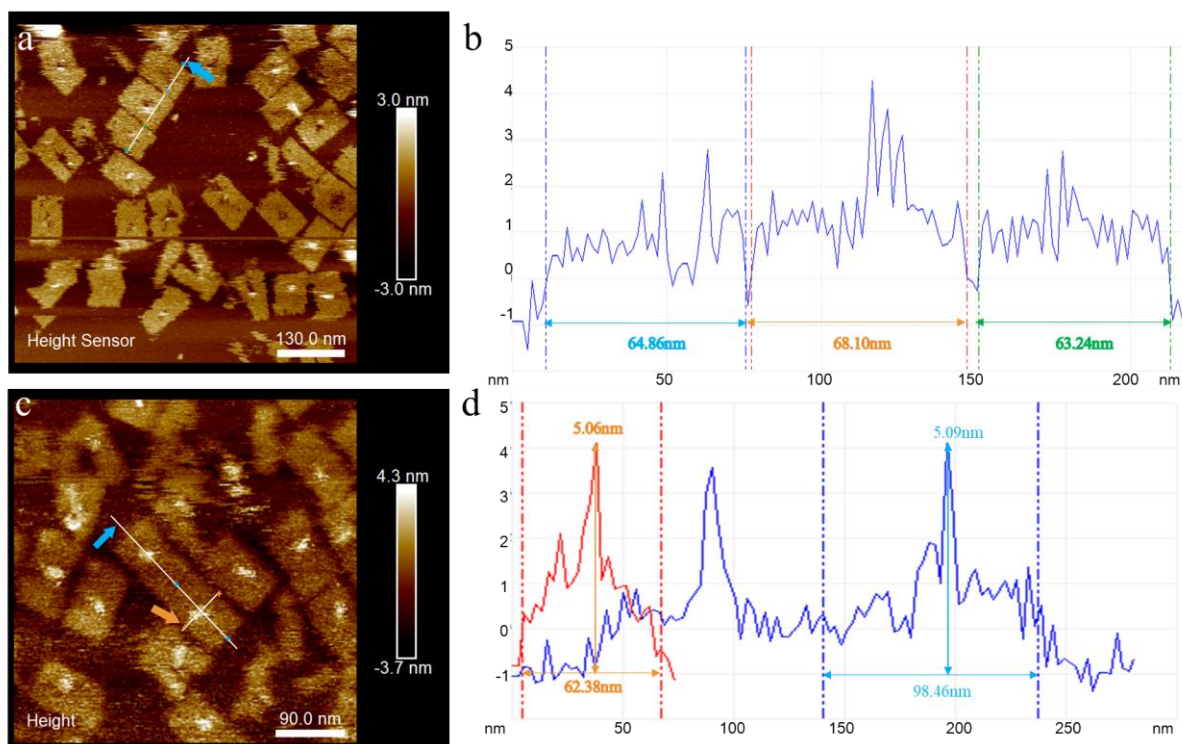 a
3.0 nm
-3.0 nm
Height Sensor
130.0 nm
b
5
4
3
2
1
0
-1
64.86nm
68.10nm
63.24nm
nm
50
100
150
200
nm
c
4.3 nm
-3.7 nm
Height
90.0 nm
d
5
4
3
2
1
0
-1
5.06nm
5.09nm
62.38nm
98.46nm
nm
50
100
150
200
250
nm